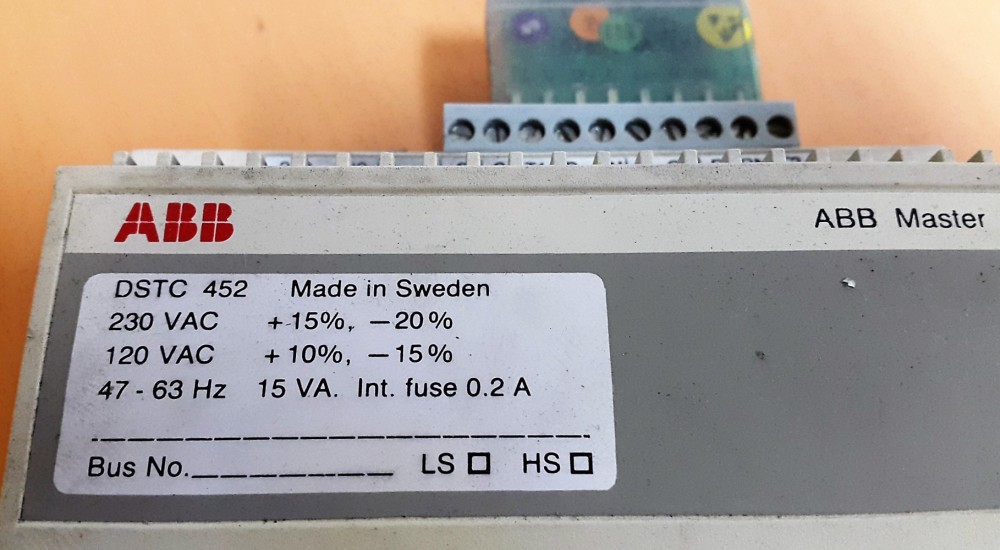 ABB
ABB Master
DSTC 452 Made in Sweden
230 VAC +15%, −20%
120 VAC +10%, −15%
47 - 63 Hz 15 VA. Int. fuse 0.2 A
Bus No. LS HS